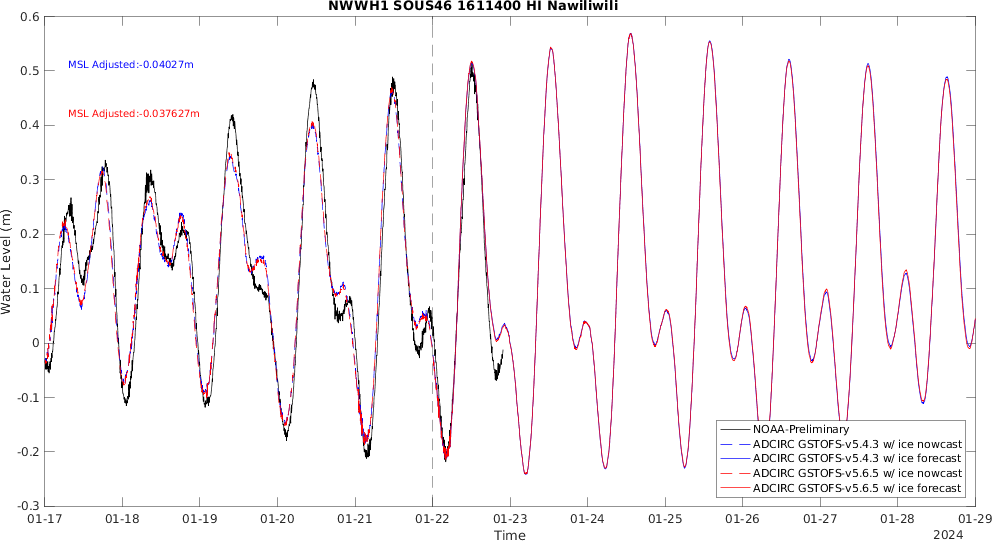 NWWH1 SOUS46 1611400 HI Nawiliwili
0.6
0.5
0.4
0.3
0.2
0.1
0
-0.1
-0.2
-0.3
Water Level (m)
MSL Adjusted:-0.04027m
MSL Adjusted:-0.037627m
NOAA-Preliminary
ADCIRC GSTOFS-v5.4.3 w/ ice nowcast
ADCIRC GSTOFS-v5.4.3 w/ ice forecast
ADCIRC GSTOFS-v5.6.5 w/ ice nowcast
ADCIRC GSTOFS-v5.6.5 w/ ice forecast
01-17 01-18 01-19 01-20 01-21 01-22 01-23 01-24 01-25 01-26 01-27 01-28 01-29
Time
2024